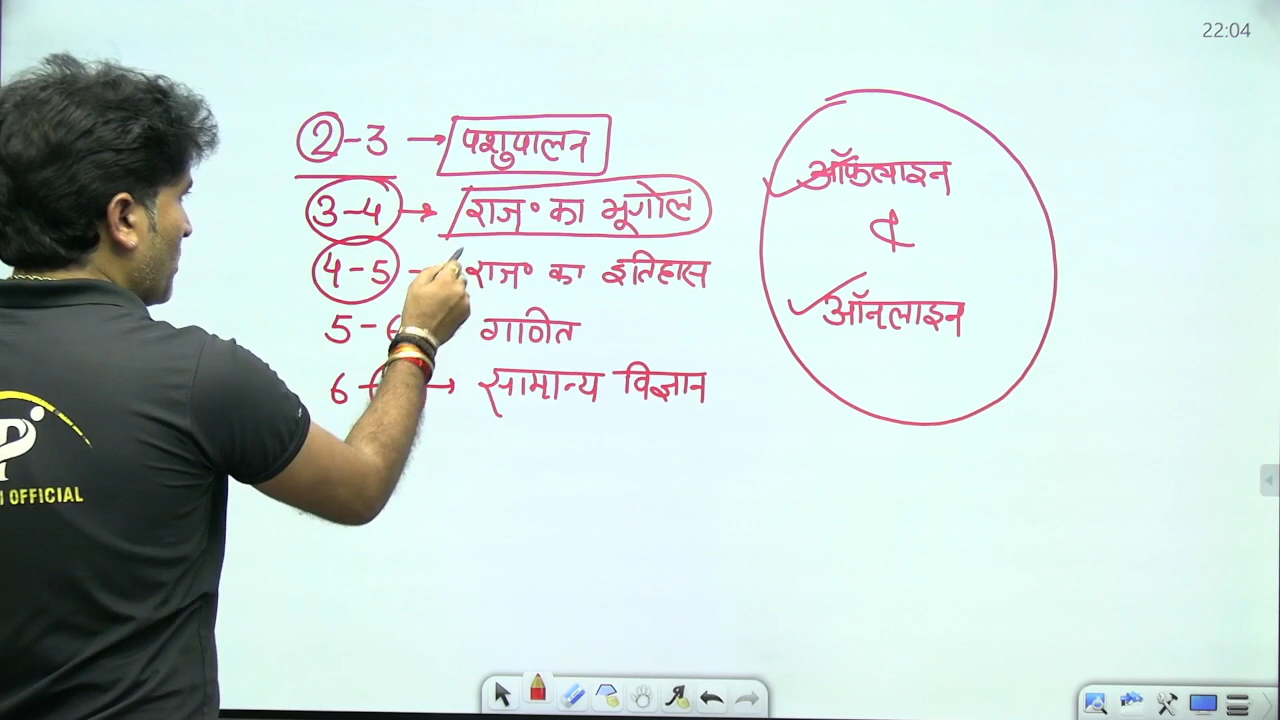 22:04
2-3 → पशुपालन
3-4 → राज॰ का भूगोल
4-5 → राज॰ का इतिहास
5-6 गणित
6- → सामान्य विज्ञान
ऑफलाइन
&
ऑनलाइन
OFFICIAL